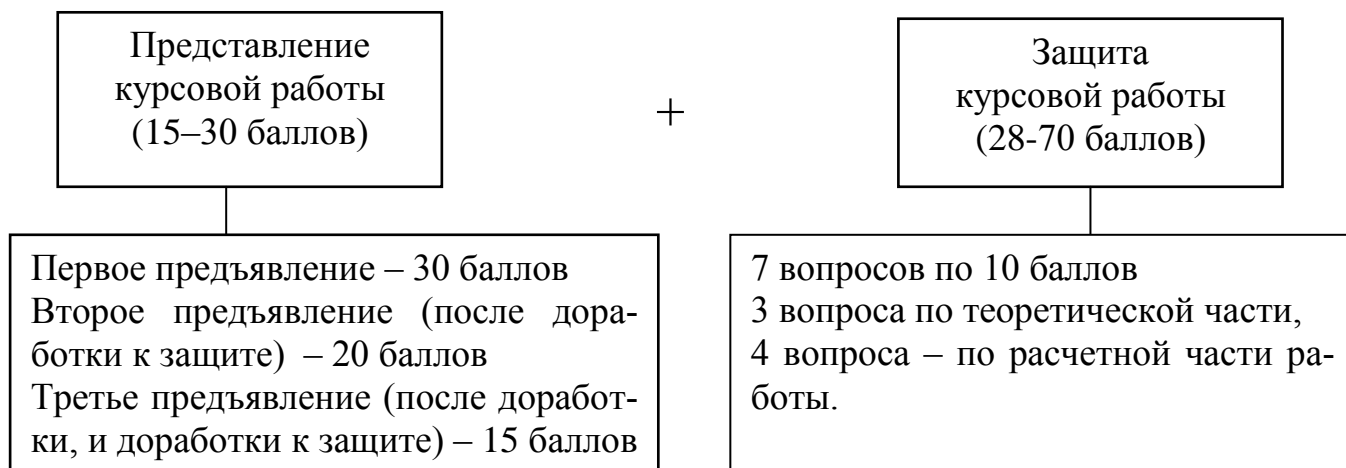 Представление
курсовой работы
(15–30 баллов)
+
Защита
курсовой работы
(28-70 баллов)
Первое предъявление – 30 баллов
Второе предъявление (после дора-
ботки к защите) – 20 баллов
Третье предъявление (после доработ-
ки, и доработки к защите) – 15 баллов
7 вопросов по 10 баллов
3 вопроса по теоретической части,
4 вопроса – по расчетной части ра-
боты.